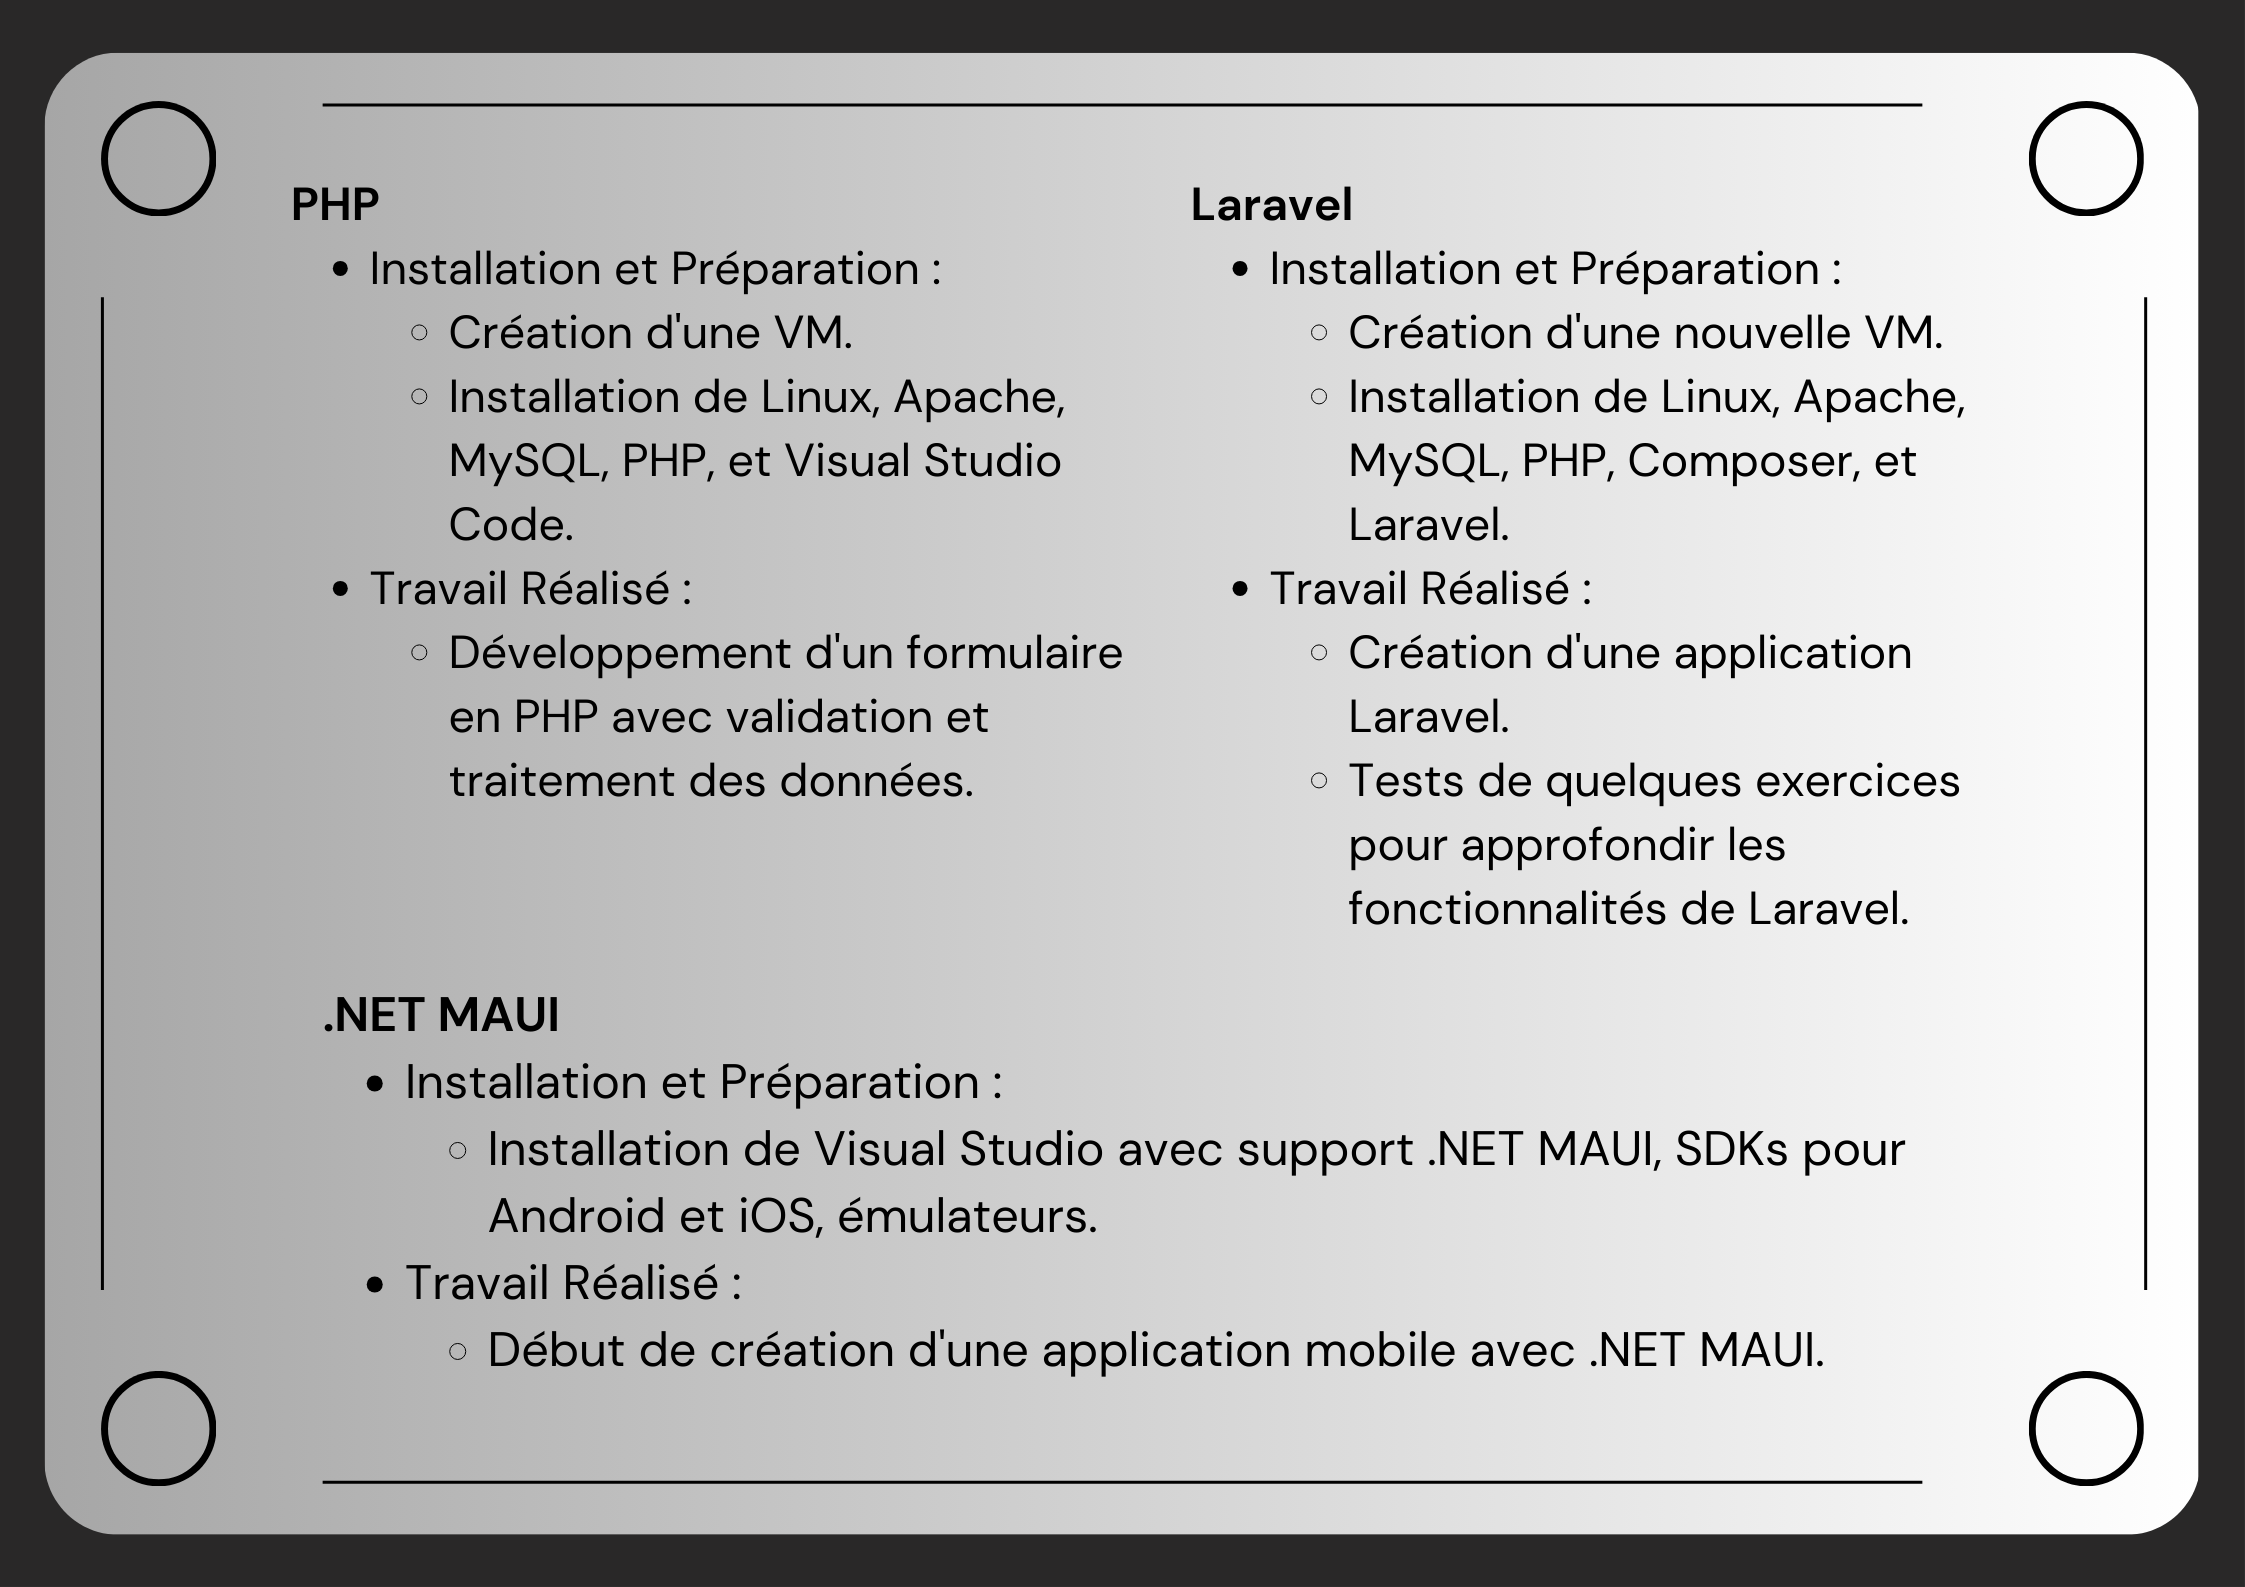 PHP
• Installation et Préparation :
○ Création d'une VM.
○ Installation de Linux, Apache,
MySQL, PHP, et Visual Studio
Code.
• Travail Réalisé :
○ Développement d'un formulaire
en PHP avec validation et
traitement des données.
Laravel
• Installation et Préparation :
○ Création d'une nouvelle VM.
○ Installation de Linux, Apache,
MySQL, PHP, Composer, et
Laravel.
• Travail Réalisé :
○ Création d'une application
Laravel.
○ Tests de quelques exercices
pour approfondir les
fonctionnalités de Laravel.
.NET MAUI
• Installation et Préparation :
○ Installation de Visual Studio avec support .NET MAUI, SDKs pour
Android et iOS, émulateurs.
• Travail Réalisé :
○ Début de création d'une application mobile avec .NET MAUI.